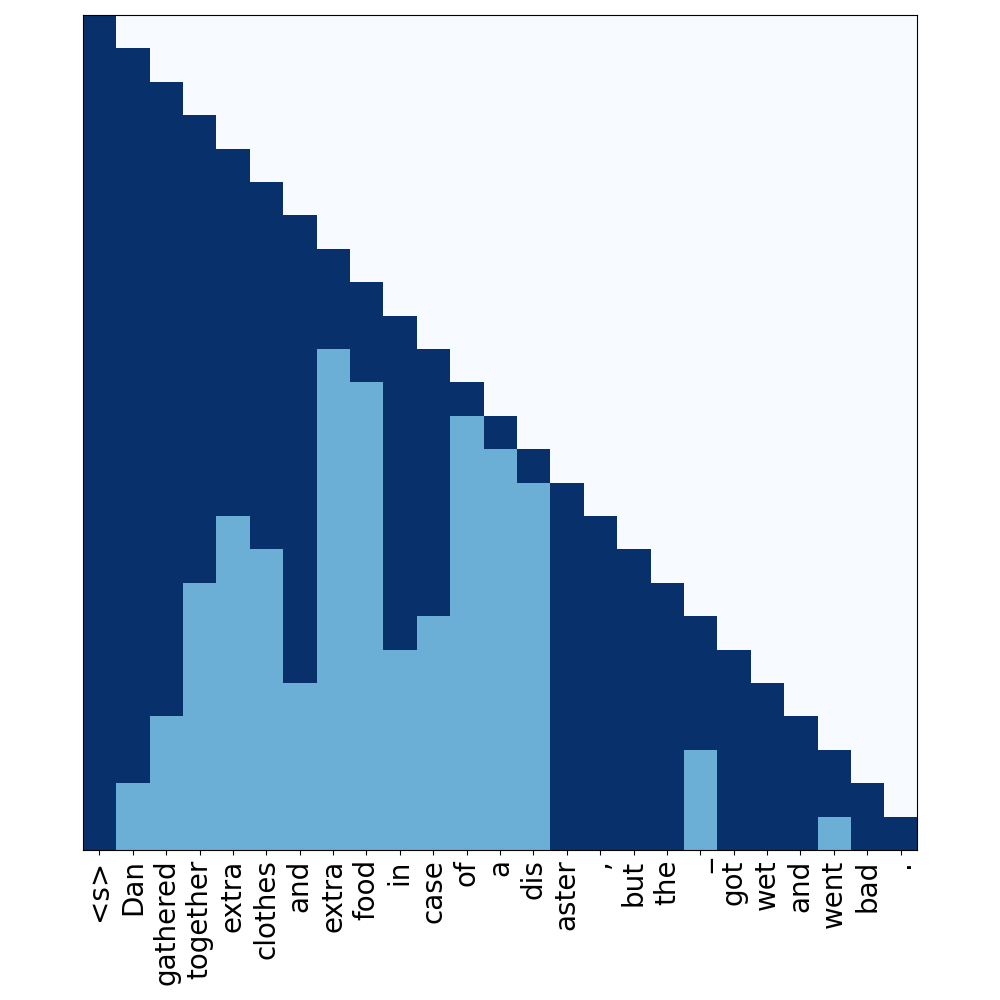 <s>
Dan
gathered
together
extra
clothes
and
extra
food
in
case
of
a
dis
aster
,
but
the
_
got
wet
and
went
bad
.